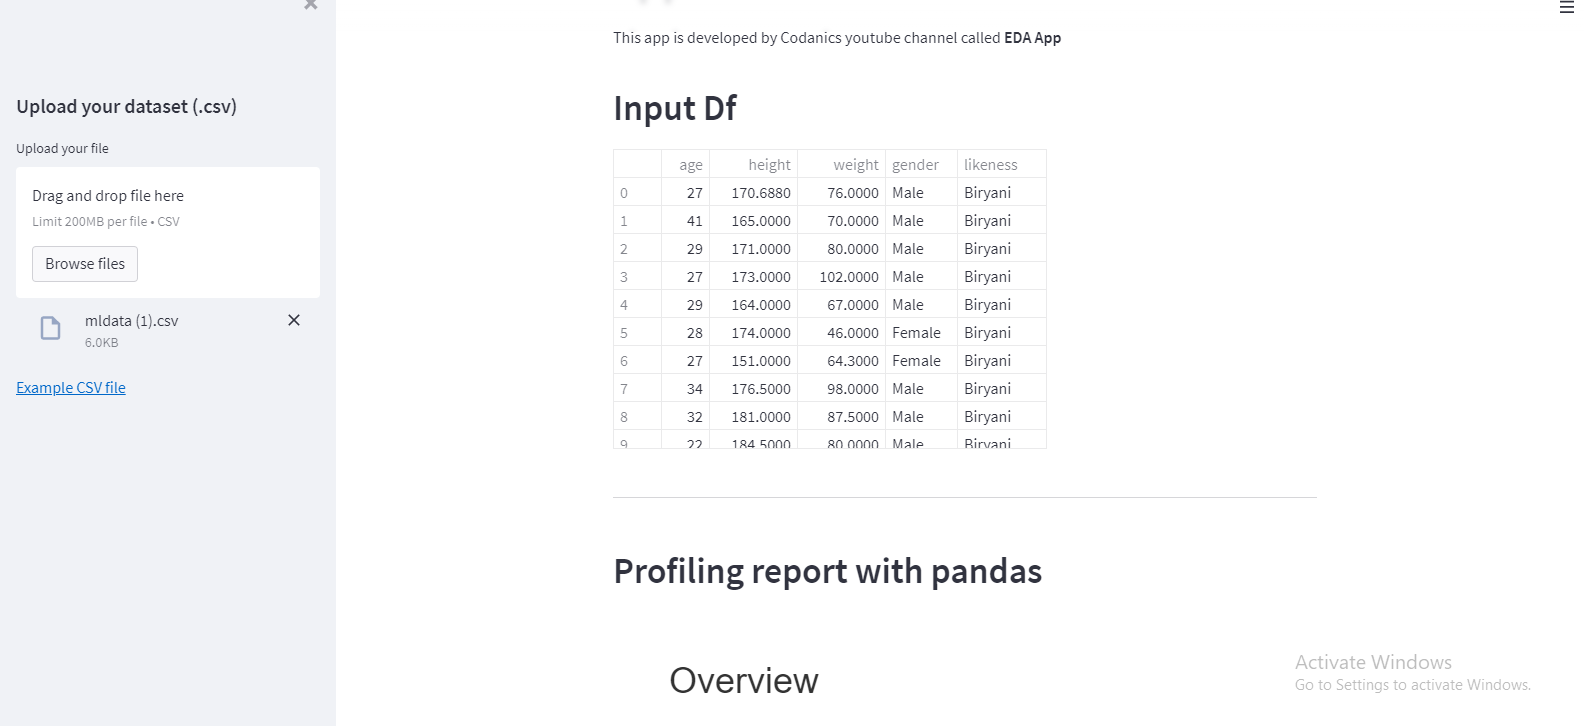 Upload your dataset (.csv)
Upload your file
Drag and drop file here
Limit 200MB per file • CSV
Browse files
mldata (1).csv
6.0KB
Example CSV file
This app is developed by Codanics youtube channel called EDA App
Input Df
age height weight gender likeness
0 27 170.6880 76.0000 Male Biryani
1 41 165.0000 70.0000 Male Biryani
2 29 171.0000 80.0000 Male Biryani
3 27 173.0000 102.0000 Male Biryani
4 29 164.0000 67.0000 Male Biryani
5 28 174.0000 46.0000 Female Biryani
6 27 151.0000 64.3000 Female Biryani
7 34 176.5000 98.0000 Male Biryani
8 32 181.0000 87.5000 Male Biryani
9 22 184.5000 80.0000 Male Biryani
Profiling report with pandas
Overview
Activate Windows
Go to Settings to activate Windows.